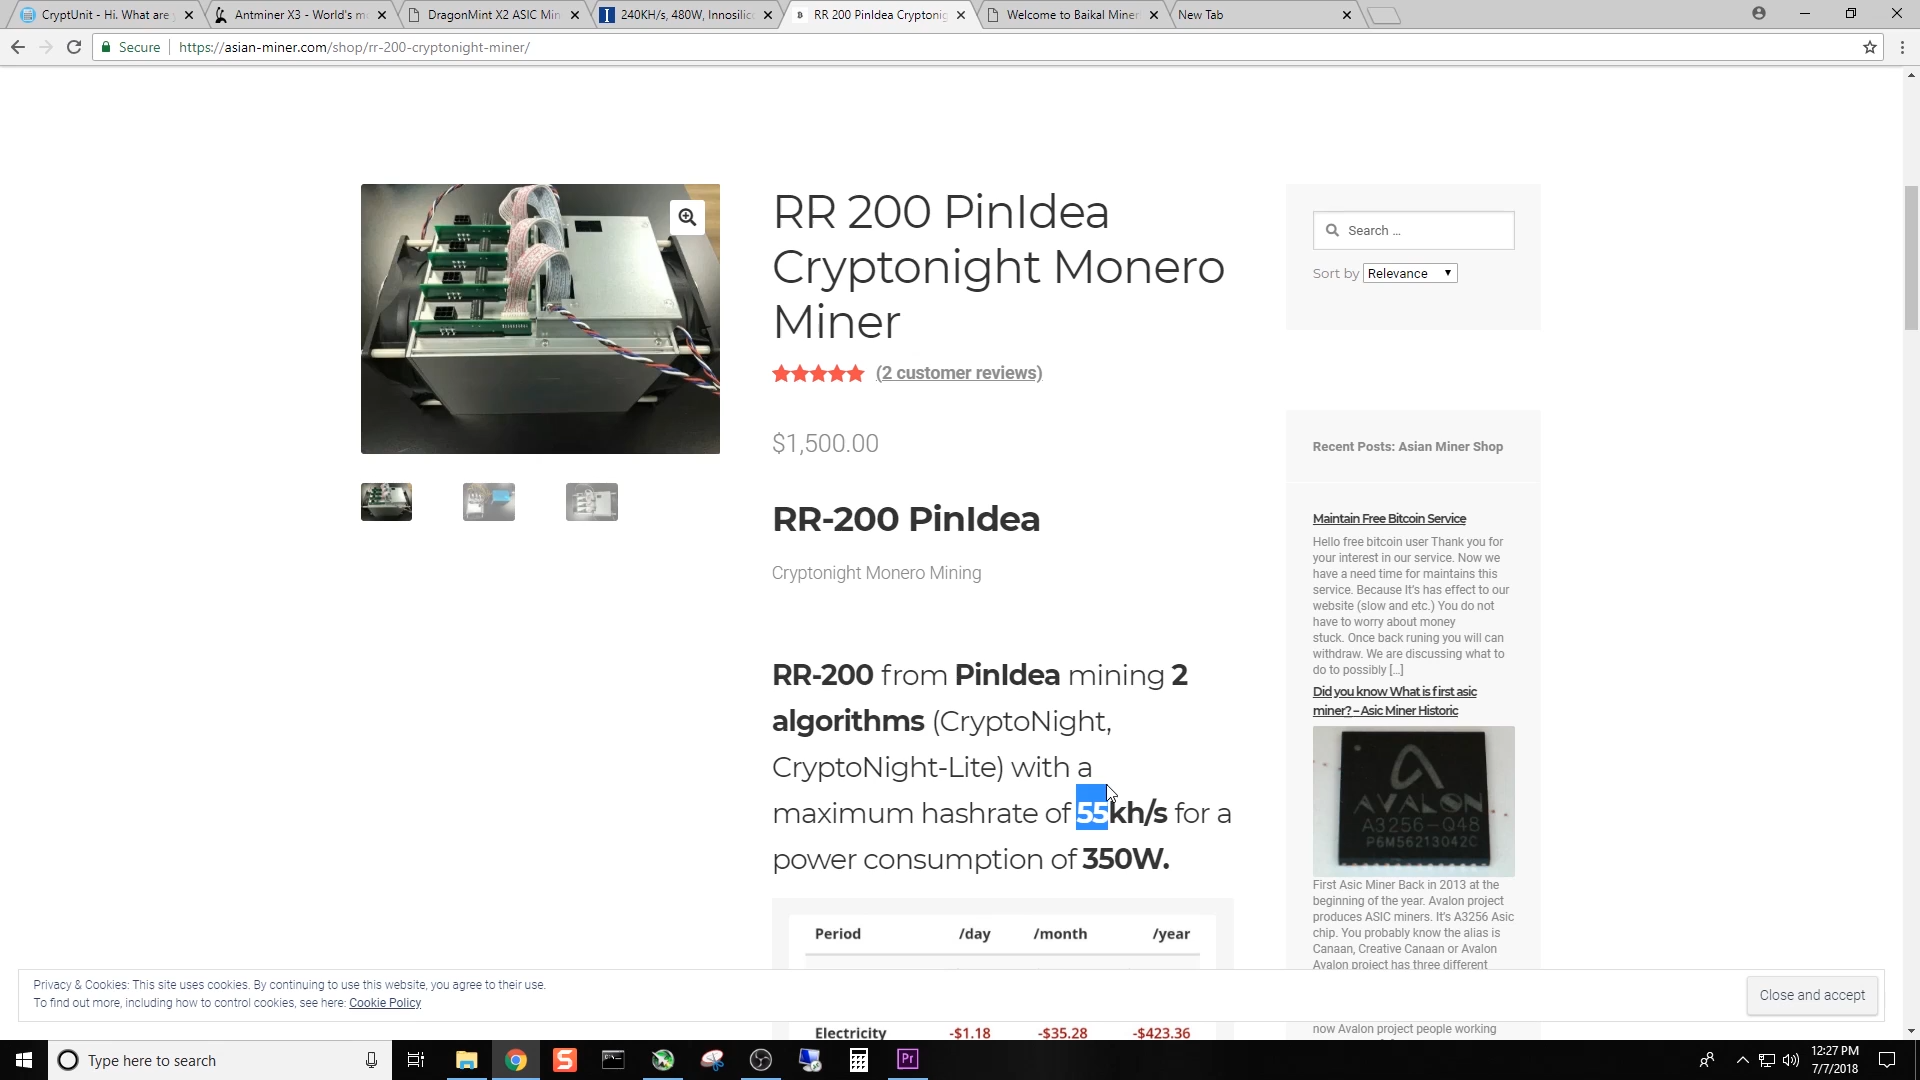 CryptUnit - Hi. What are
Antminer X3 - World's m
DragonMint X2 ASIC Min
240KH/s, 480W, Innosilic
RR 200 PinIdea Cryptonig
Welcome to Baikal Miner
New Tab
Secure
https://asian-miner.com/shop/rr-200-cryptonight-miner/
RR 200 PinIdea
Cryptonight Monero
Miner
(2 customer reviews)
$1,500.00
RR-200 PinIdea
Cryptonight Monero Mining
RR-200 from PinIdea mining 2
algorithms (CryptoNight,
CryptoNight-Lite) with a
maximum hashrate of 55kh/s for a
power consumption of 350W.
Period /day /month /year
Electricity -$1.18 -$35.28 -$423.36
Search ...
Sort by Relevance
Recent Posts: Asian Miner Shop
Maintain Free Bitcoin Service
Hello free bitcoin user Thank you for
your interest in our service. Now we
have a need time for maintains this
service. Because It's has effect to our
website (slow and etc.) You do not
have to worry about money
stuck. Once back runing you will can
withdraw. We are discussing what to
do to possibly [...]
Did you know What is first asic
miner? – Asic Miner Historic
AVALON
A3256-Q48
P6M56213042C
First Asic Miner Back in 2013 at the
beginning of the year. Avalon project
produces ASIC miners. It's A3256 Asic
chip. You probably know the alias is
Canaan, Creative Canaan or Avalon
Avalon project has three different
now Avalon project people working
Privacy & Cookies: This site uses cookies. By continuing to use this website, you agree to their use.
To find out more, including how to control cookies, see here: Cookie Policy
Close and accept
Type here to search
S
Pr
12:27 PM
7/7/2018